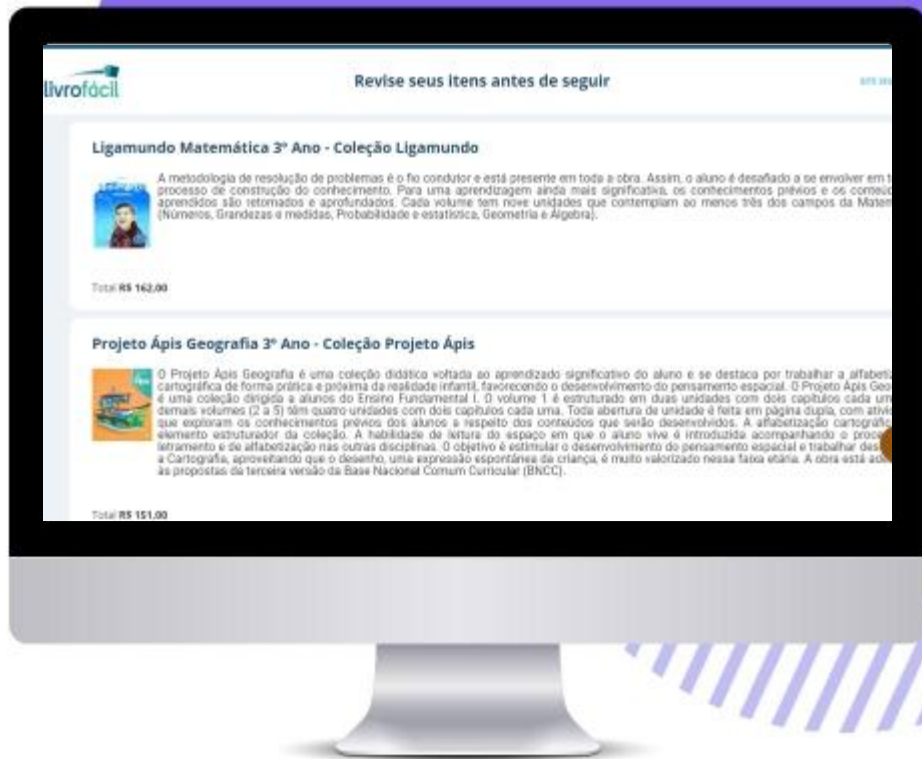 livrofácil
Revise seus itens antes de seguir
Ligamundo Matemática 3º Ano - Coleção Ligamundo
A metodologia de resolução de problemas é o fio condutor e está presente em toda a obra. Assim, o aluno é desafiado a se envolver em
processo de construção do conhecimento. Para uma aprendizagem ainda mais significativa, os conhecimentos prévios e os
aprendidos são retomados e aprofundados. Cada volume tem nove unidades que contemplam ao menos três dos campos da
(Números, Grandezas e medidas, Probabilidade e estatística, Geometria e Álgebra).
Total R$ 162,00
Projeto Ápis Geografia 3º Ano - Coleção Projeto Ápis
O Projeto Ápis Geografia é uma coleção didática voltada ao aprendizado significativo do aluno e se destaca por trabalhar a
cartográfica de forma prática e próxima da realidade infantil, favorecendo o desenvolvimento do pensamento espacial. O Projeto Ápis
é uma coleção dirigida a alunos do Ensino Fundamental I. O volume 1 é estruturado em duas unidades com dois capítulos cada
demais volumes (2 a 5) têm quatro unidades com dois capítulos cada uma. Toda abertura de unidade é feita em página dupla, com
que exploram os conhecimentos prévios dos alunos a respeito dos conteúdos que serão desenvolvidos. A alfabetização
elemento estruturador da coleção. A habilidade de leitura do espaço em que o aluno vive é introduzida acompanhando o
letramento e de alfabetização nas outras disciplinas. O objetivo é estimular o desenvolvimento do pensamento espacial e trabalhar
a Cartografia, aproveitando que o desenho, uma expressão espontânea da criança, é muito valorizado nessa faixa etária. A obra está
às propostas da terceira versão da Base Nacional Comum Curricular (BNCC).
Total R$ 151,00